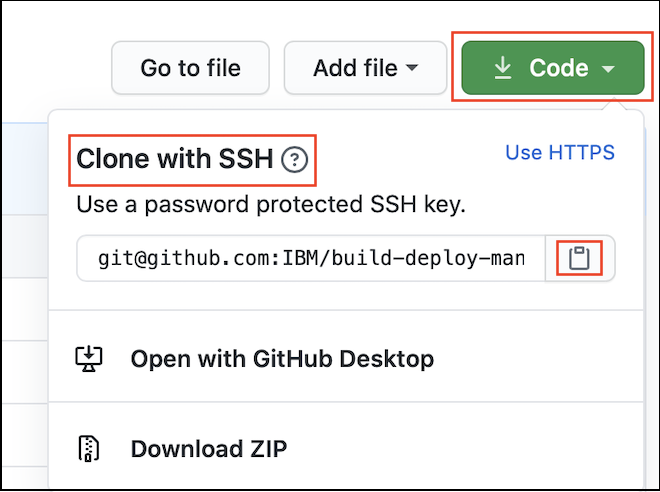 Go to file
Add file
Code
Clone with SSH
Use HTTPS
Use a password protected SSH key.
git@github.com:IBM/build-deploy-man
Open with GitHub Desktop
Download ZIP